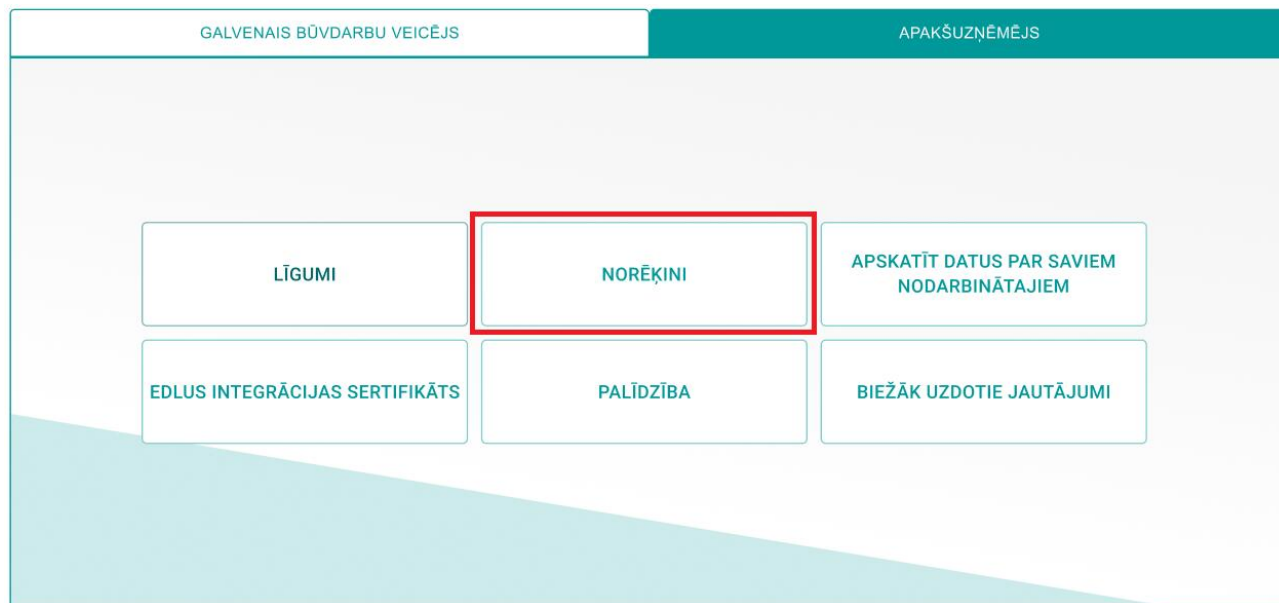 GALVENAIS BŪVDARBU VEICĒJS
APAKŠUZŅĒMĒJS
LĪGUMI
NORĒĶINI
APSKATĪT DATUS PAR SAVIEM
NODARBINĀTAJIEM
EDLUS INTEGRĀCIJAS SERTIFIKĀTS
PALĪDZĪBA
BIEŽĀK UZDOTIE JAUTĀJUMI